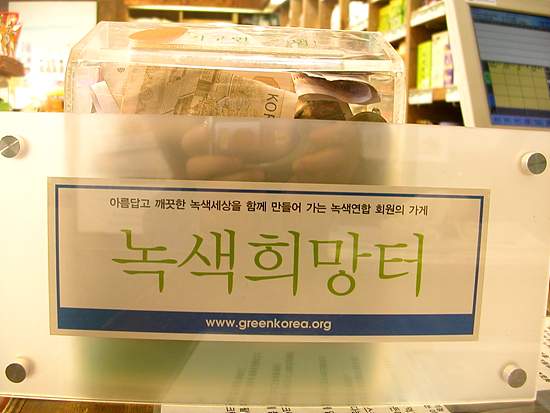 아름답고 깨끗한 녹색세상을 함께 만들어 가는 녹색연합 회원의 가게
녹색희망터
www.greenkorea.org